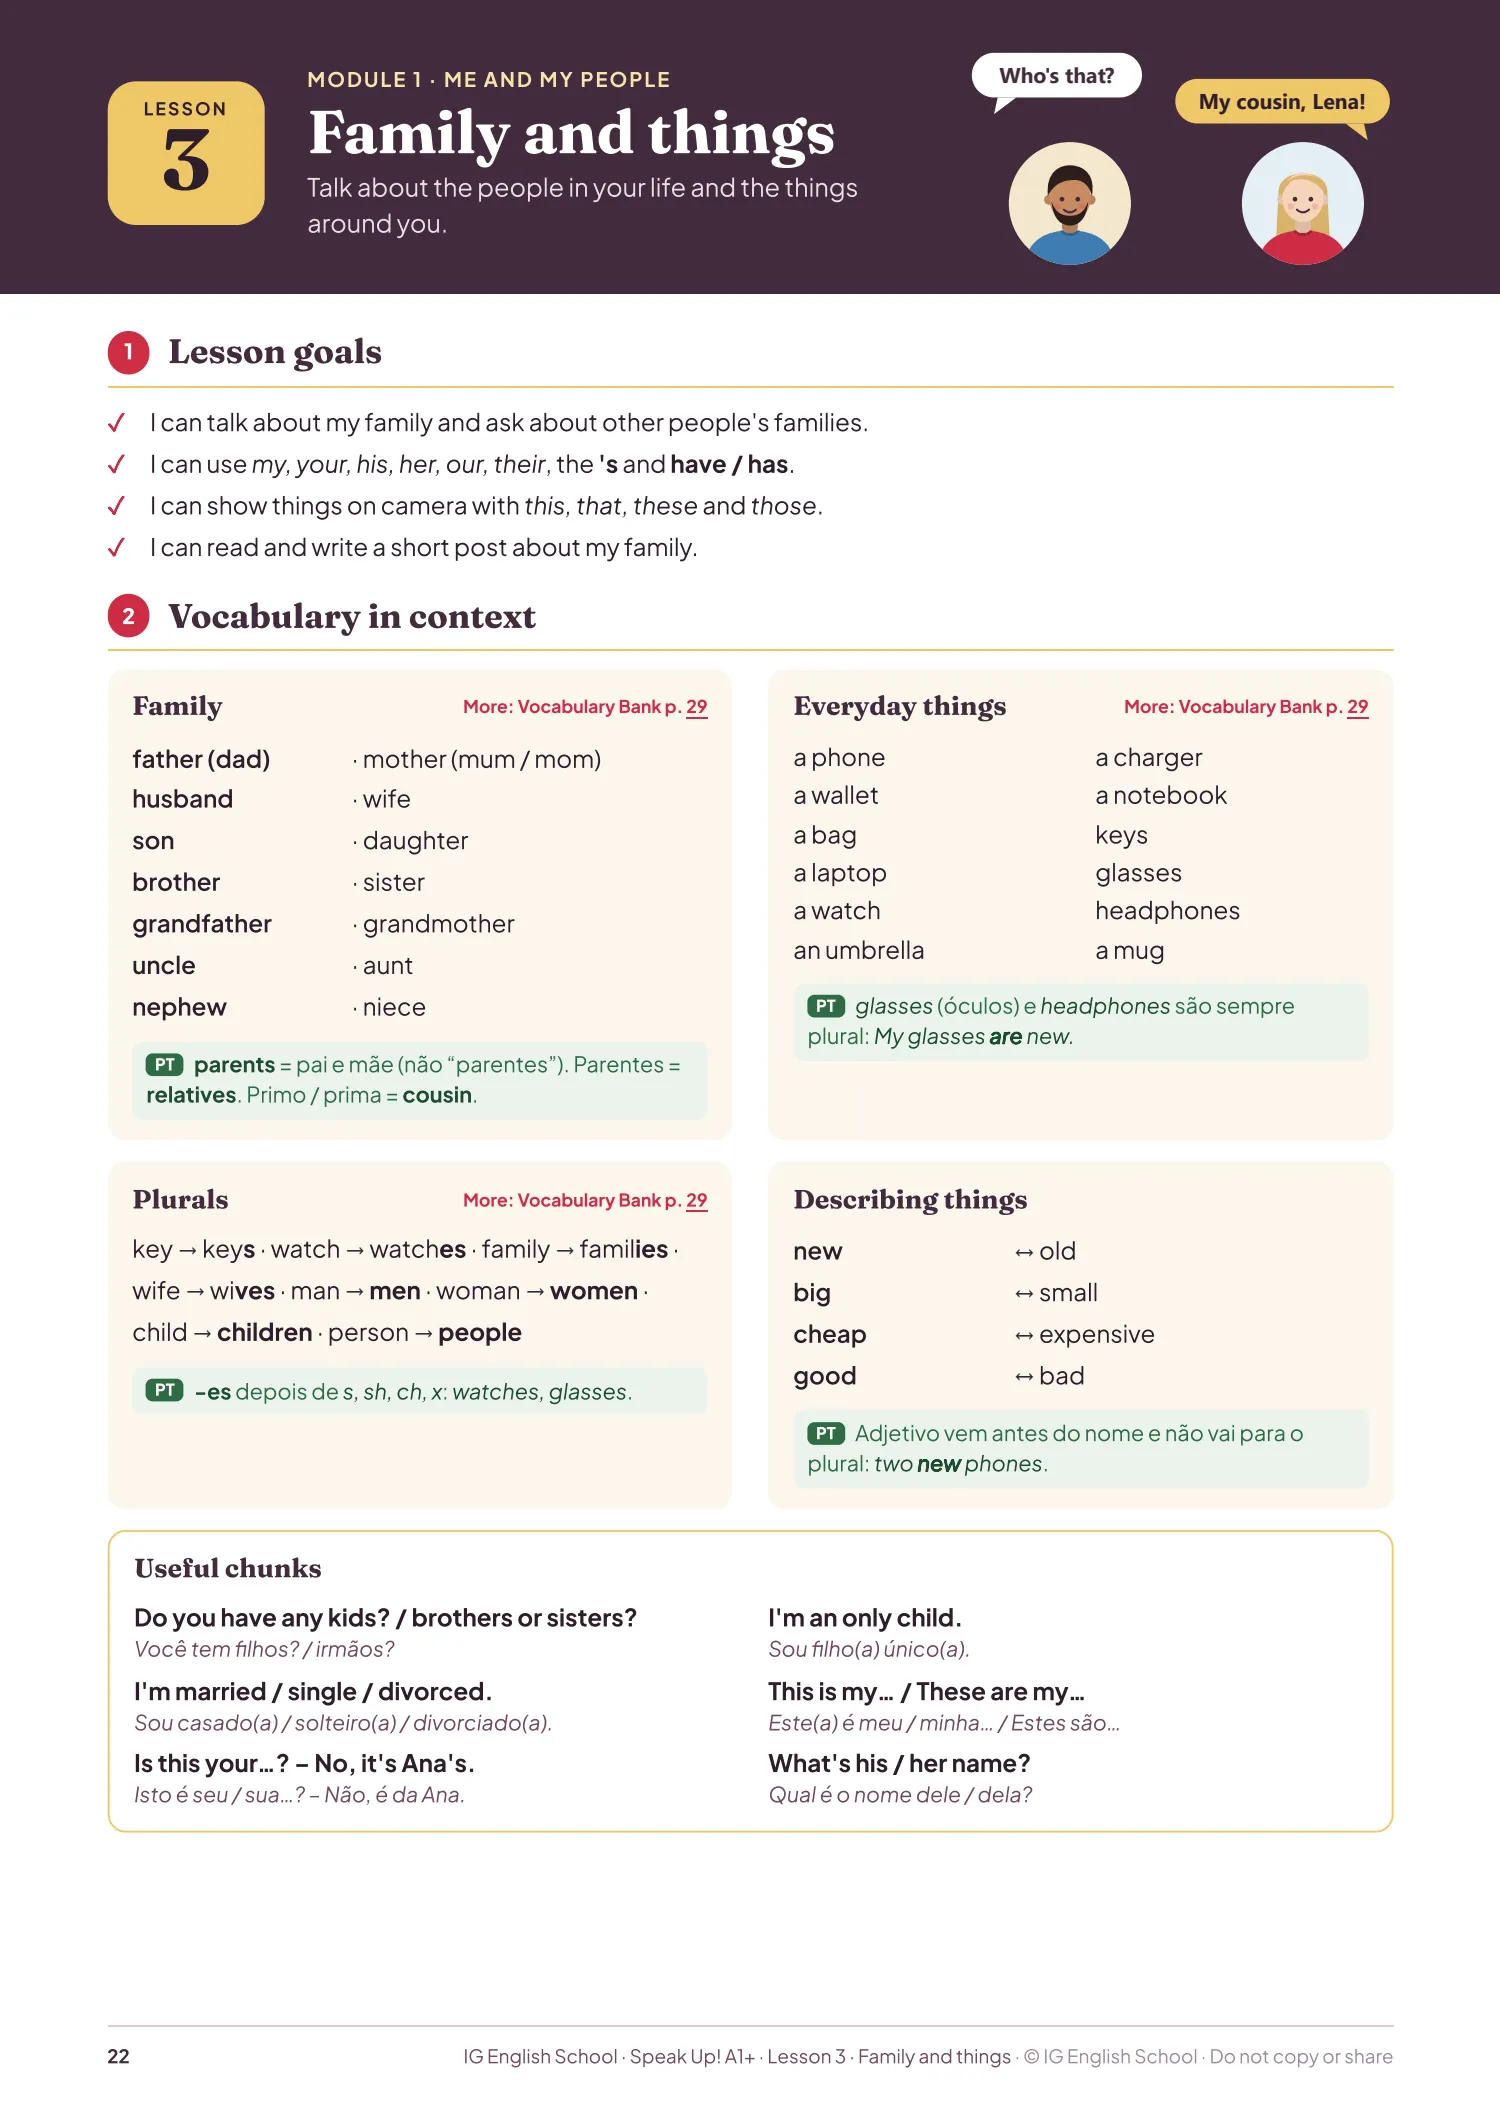 LESSON
3
MODULE 1 · ME AND MY PEOPLE
Family and things
Talk about the people in your life and the things
around you.
Who's that?
My cousin, Lena!
1 Lesson goals
✓ I can talk about my family and ask about other people's families.
✓ I can use my, your, his, her, our, their, the 's and have / has.
✓ I can show things on camera with this, that, these and those.
✓ I can read and write a short post about my family.
2 Vocabulary in context
Family More: Vocabulary Bank p. 29
father (dad) · mother (mum / mom)
husband · wife
son · daughter
brother · sister
grandfather · grandmother
uncle · aunt
nephew · niece
PT parents = pai e mãe (não “parentes”). Parentes =
relatives. Primo / prima = cousin.
Everyday things More: Vocabulary Bank p. 29
a phone a charger
a wallet a notebook
a bag keys
a laptop glasses
a watch headphones
an umbrella a mug
PT glasses (óculos) e headphones são sempre
plural: My glasses are new.
Plurals More: Vocabulary Bank p. 29
key → keys · watch → watches · family → families ·
wife → wives · man → men · woman → women ·
child → children · person → people
PT -es depois de s, sh, ch, x: watches, glasses.
Describing things
new ↔ old
big ↔ small
cheap ↔ expensive
good ↔ bad
PT Adjetivo vem antes do nome e não vai para o
plural: two new phones.
Useful chunks
Do you have any kids? / brothers or sisters?
Você tem filhos? / irmãos?
I'm an only child.
Sou filho(a) único(a).
I'm married / single / divorced.
Sou casado(a) / solteiro(a) / divorciado(a).
This is my… / These are my…
Este(a) é meu / minha… / Estes são…
Is this your…? – No, it's Ana's.
Isto é seu / sua…? – Não, é da Ana.
What's his / her name?
Qual é o nome dele / dela?
22 IG English School · Speak Up! A1+ · Lesson 3 · Family and things · © IG English School · Do not copy or share